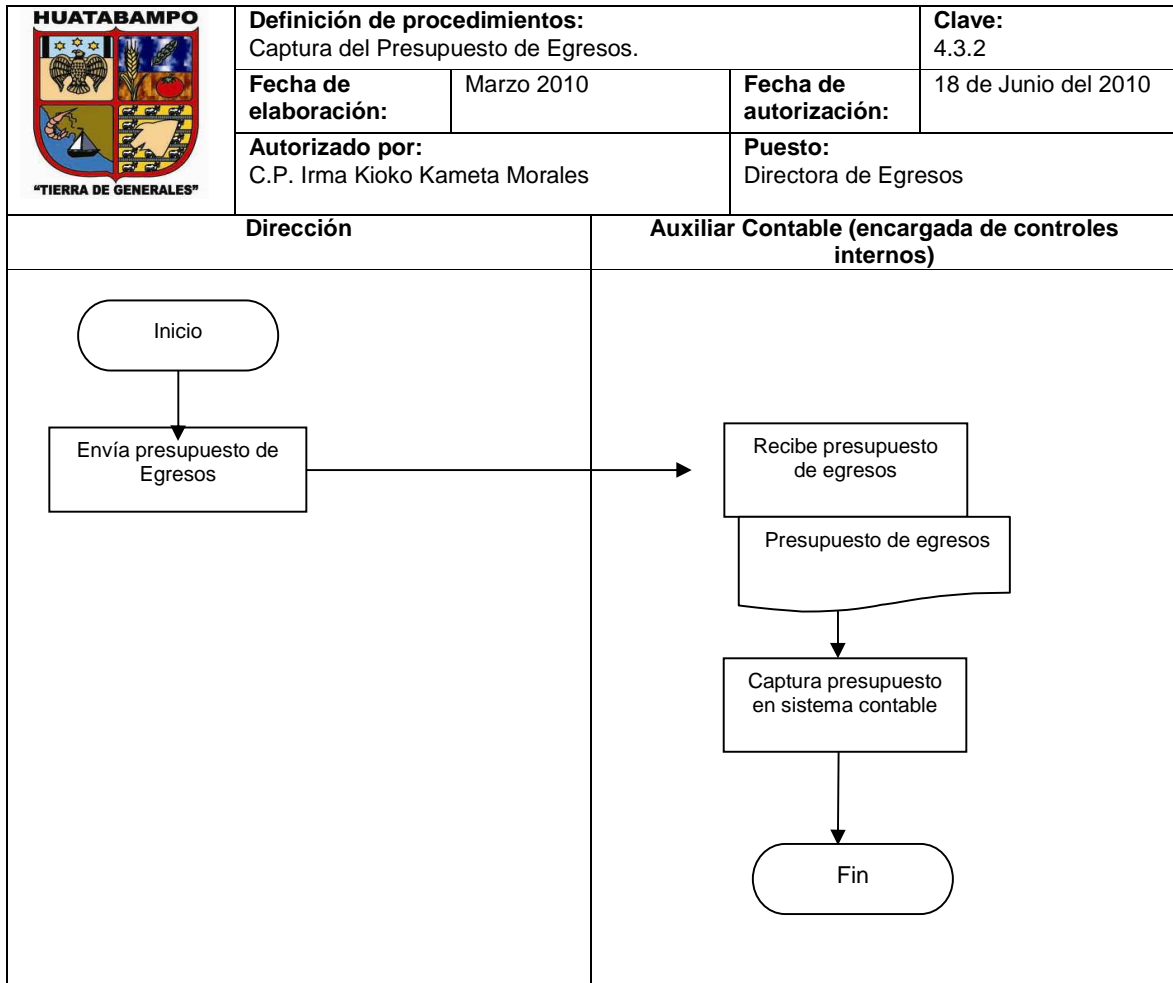 HUATABAMPO
"TIERRA DE GENERALES"
Definición de procedimientos:
Captura del Presupuesto de Egresos.
Clave:
4.3.2
Fecha de
elaboración:
Marzo 2010
Fecha de
autorización:
18 de Junio del 2010
Autorizado por:
C.P. Irma Kioko Kameta Morales
Puesto:
Directora de Egresos
Dirección
Auxiliar Contable (encargada de controles
internos)
Inicio
Envía presupuesto de
Egresos
Recibe presupuesto
de egresos
Presupuesto de egresos
Captura presupuesto
en sistema contable
Fin